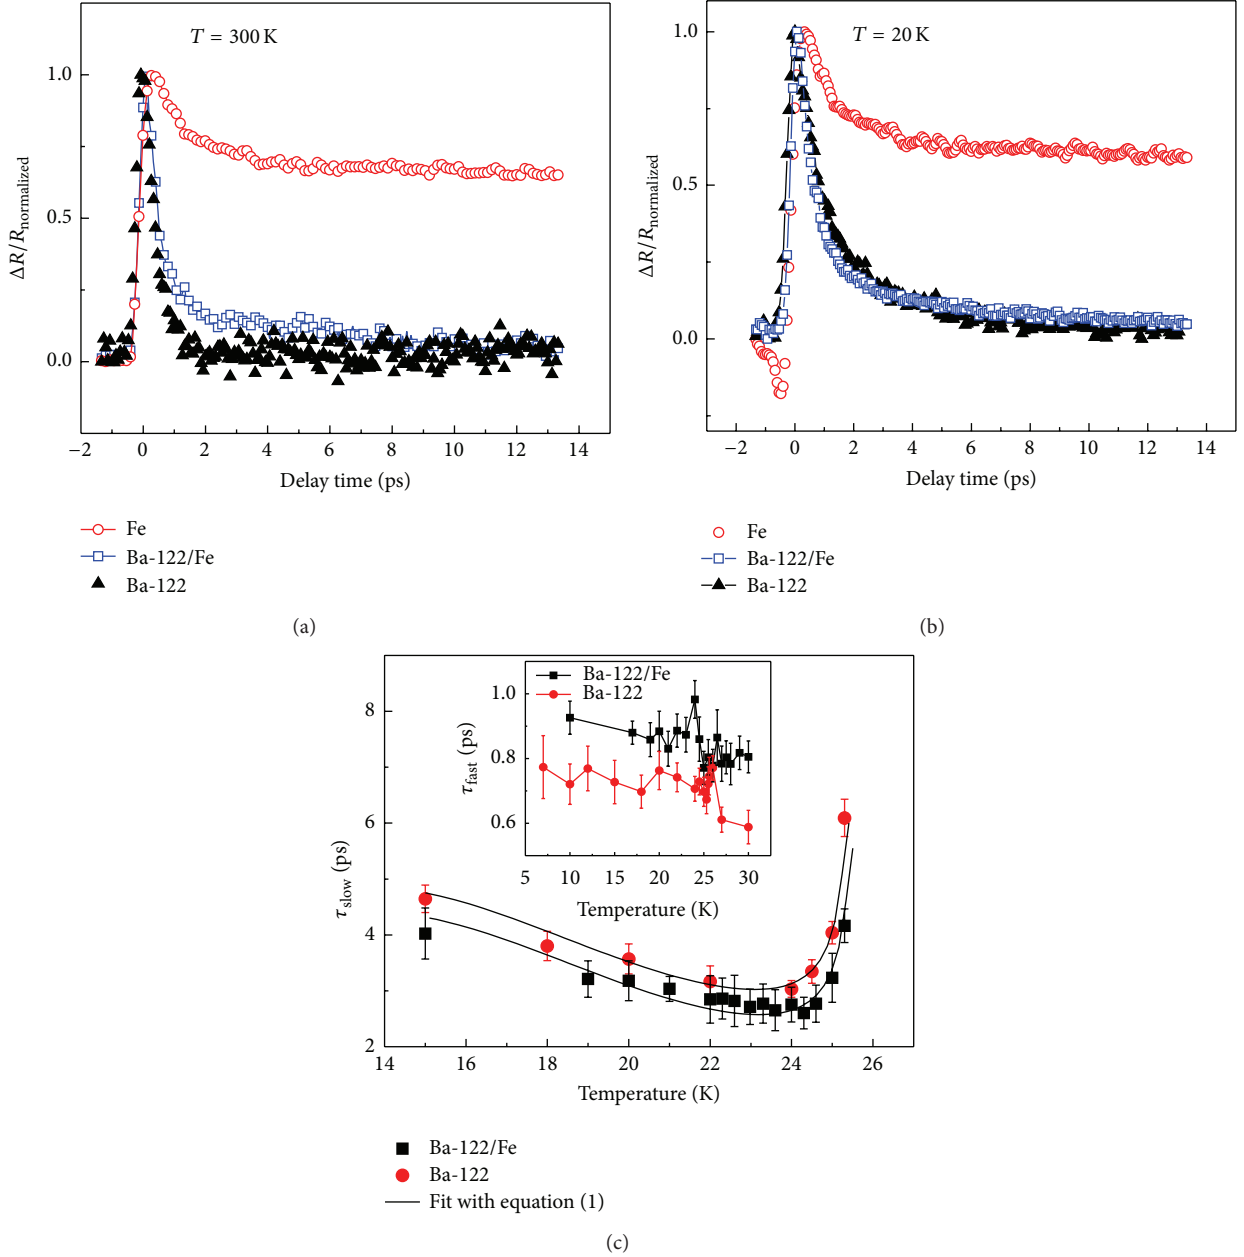 T = 300 K
1.0
0.5
0.0
ΔR/Rnormalized
−2 0 2 4 6 8 10 12 14
Delay time (ps)
Fe
Ba-122/Fe
Ba-122
(a)
T = 20 K
1.0
0.5
0.0
ΔR/Rnormalized
−2 0 2 4 6 8 10 12 14
Delay time (ps)
Fe
Ba-122/Fe
Ba-122
(b)
8
6
4
2
τslow (ps)
14 16 18 20 22 24 26
Temperature (K)
Ba-122/Fe
Ba-122
1.0
0.8
0.6
τfast (ps)
5 10 15 20 25 30
Temperature (K)
Ba-122/Fe
Ba-122
Fit with equation (1)
(c)